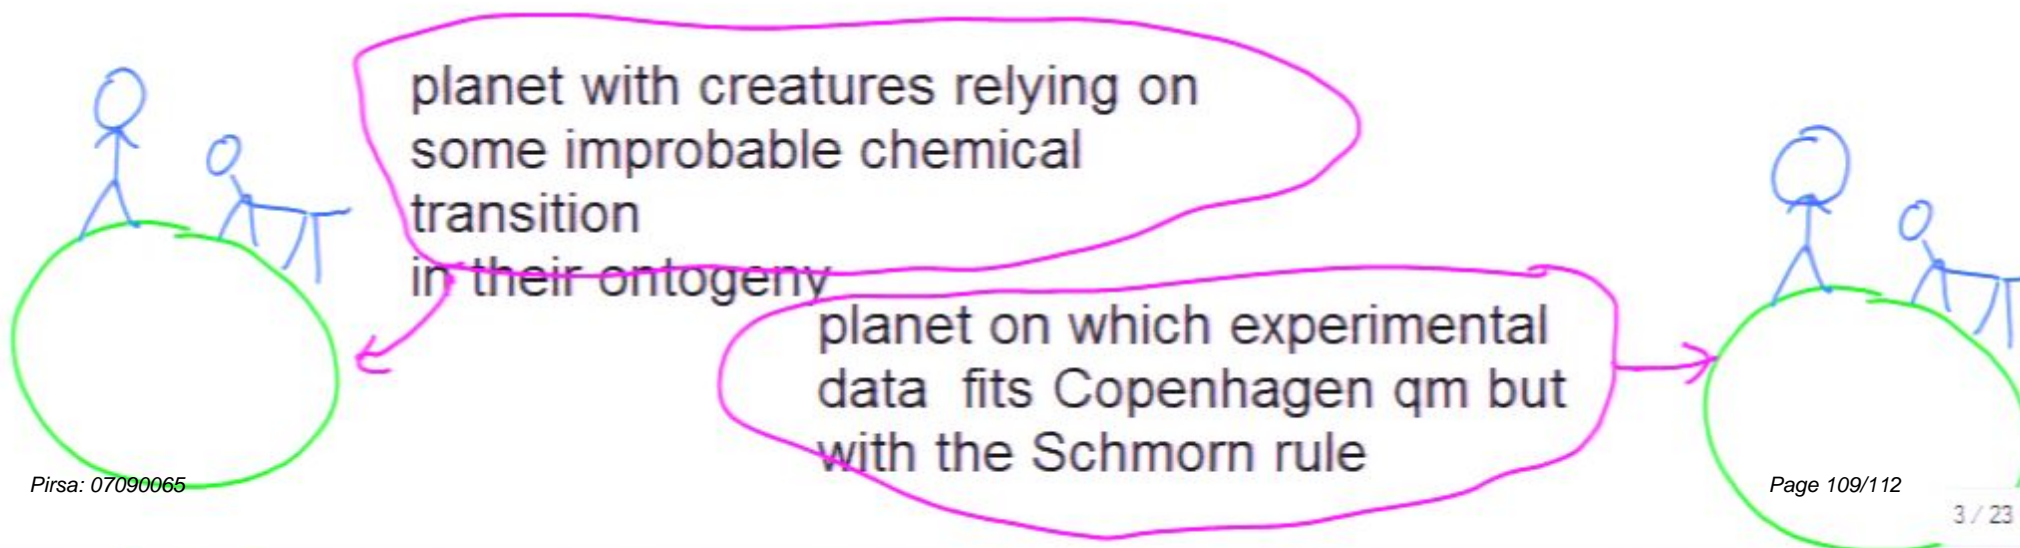 planet with creatures relying on
some improbable chemical
transition
in their ontogeny
planet on which experimental
data  fits Copenhagen qm but
with the Schmorn rule
Pirsa: 07090065
Page 109/112
3 / 23